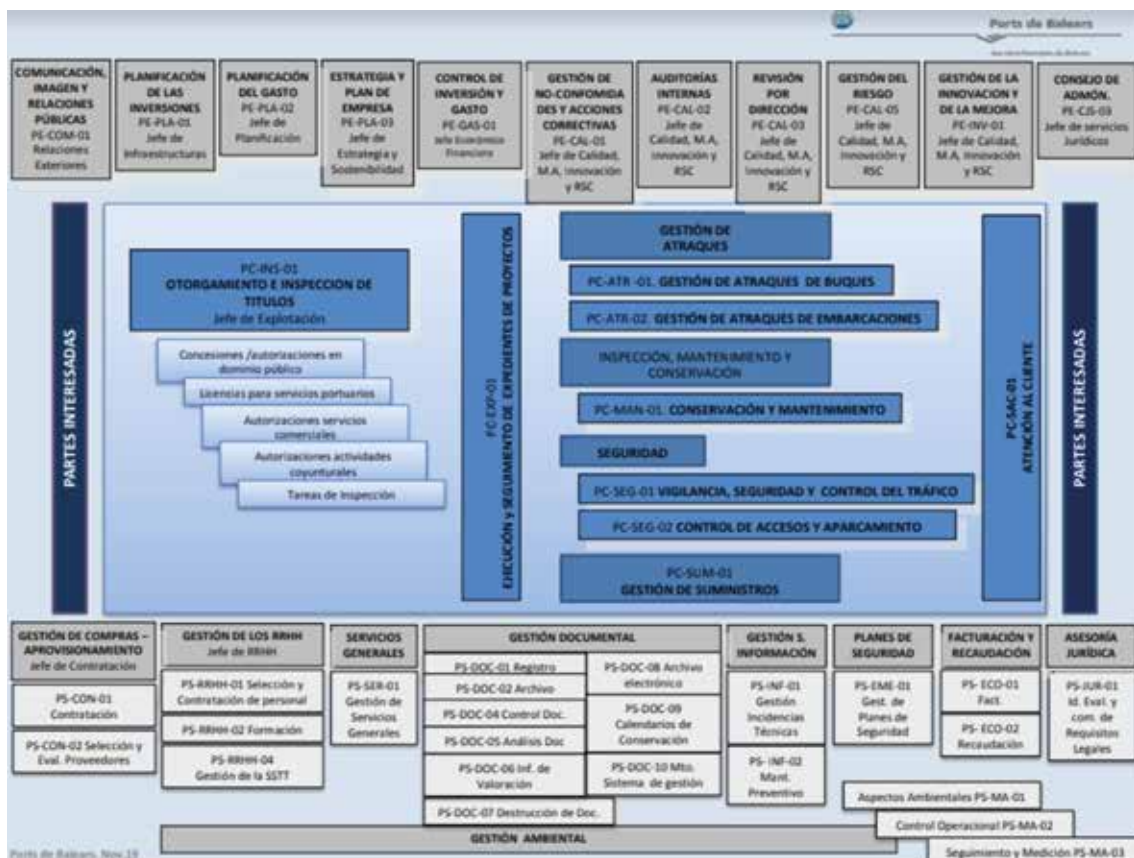 Ports de Balears
COMUNICACIÓN,
IMAGEN Y
RELACIONES
PÚBLICAS
PE-COM-01
Relaciones
Exteriores
PLANIFICACIÓN
DE LAS
INVERSIONES
PE-PLA-01
Jefe de
Infraestructuras
PLANIFICACIÓN
DEL GASTO
PE-PLA-02
Jefe de
Planificación
ESTRATEGIA Y
PLAN DE
EMPRESA
PE-PLA-03
Jefe de
Estrategia y
Sostenibilidad
CONTROL DE
INVERSIÓN Y
GASTO
PE-GAS-01
Jefe Económico
Financiero
GESTIÓN DE
NO-CONFOMIDA
DES Y ACCIONES
CORRECTIVAS
PE-CAL-01
Jefe de Calidad,
M.A, Innovación
y RSC
AUDITORÍAS
INTERNAS
PE-CAL-02
Jefe de
Calidad, M.A,
Innovación y
RSC
REVISIÓN
POR
DIRECCIÓN
PE-CAL-03
Jefe de
Calidad, M.A,
Innovación
y RSC
GESTIÓN DEL
RIESGO
PE-CAL-05
Jefe de
Calidad, M.A,
Innovación y
RSC
GESTIÓN DE LA
INNOVACION Y
DE LA MEJORA
PE-INV-01
Jefe de Calidad,
M.A, Innovación
y RSC
CONSEJO DE
ADMÓN.
PE-CJS-03
Jefe de servicios
Jurídicos
PARTES INTERESADAS
PC-INS-01
OTORGAMIENTO E INSPECCION DE
TITULOS
Jefe de Explotación
Concesiones /autorizaciones en
dominio público
Licencias para servicios portuarios
Autorizaciones servicios
comerciales
Autorizaciones actividades
coyunturales
Tareas de Inspección
PC-EXP-01
EJECUCIÓN y SEGUIMIENTO DE EXPEDIENTES DE PROYECTOS
GESTIÓN DE
ATRAQUES
PC-ATR -01. GESTIÓN DE ATRAQUES DE BUQUES
PC-ATR-02. GESTIÓN DE ATRAQUES DE EMBARCACIONES
INSPECCIÓN, MANTENIMIENTO Y
CONSERVACIÓN
PC-MAN-01. CONSERVACIÓN Y MANTENIMIENTO
SEGURIDAD
PC-SEG-01 VIGILANCIA, SEGURIDAD Y CONTROL DEL TRÁFICO
PC-SEG-02 CONTROL DE ACCESOS Y APARCAMIENTO
PC-SUM-01
GESTIÓN DE SUMINISTROS
PC-SAC-01
ATENCIÓN AL CLIENTE
PARTES INTERESADAS
GESTIÓN DE COMPRAS –
APROVISIONAMIENTO
Jefe de Contratación
PS-CON-01
Contratación
PS-CON-02 Selección y
Eval. Proveedores
GESTIÓN DE LOS RRHH
Jefe de RRHH
PS-RRHH-01 Selección y
Contratación de personal
PS-RRHH-02 Formación
PS-RRHH-04
Gestión de la SSTT
SERVICIOS
GENERALES
PS-SER-01
Gestión de
Servicios
Generales
GESTIÓN DOCUMENTAL
PS-DOC-01 Registro
PS-DOC-02 Archivo
PS-DOC-04 Control Doc.
PS-DOC-05 Análisis Doc
PS-DOC-06 Inf. de
Valoración
PS-DOC-07 Destrucción de Doc.
PS-DOC-08 Archivo
electrónico
PS-DOC-09
Calendarios de
Conservación
PS-DOC-10 Mto.
Sistema de gestión
GESTIÓN S.
INFORMACIÓN
PS-INF-01
Gestión
Incidencias
Técnicas
PS- INF-02
Mant.
Preventivo
PLANES DE
SEGURIDAD
PS-EME-01
Gest. de
Planes de
Seguridad
FACTURACIÓN Y
RECAUDACIÓN
PS- ECO-01
Fact.
PS- ECO-02
Recaudación
ASESORÍA
JURÍDICA
PS-JUR-01
Id. Eval. y
com. de
Requisitos
Legales
Aspectos Ambientales PS-MA-01
Control Operacional PS-MA-02
Seguimiento y Medición PS-MA-03
GESTIÓN AMBIENTAL
Ports de Balears, Nov.19